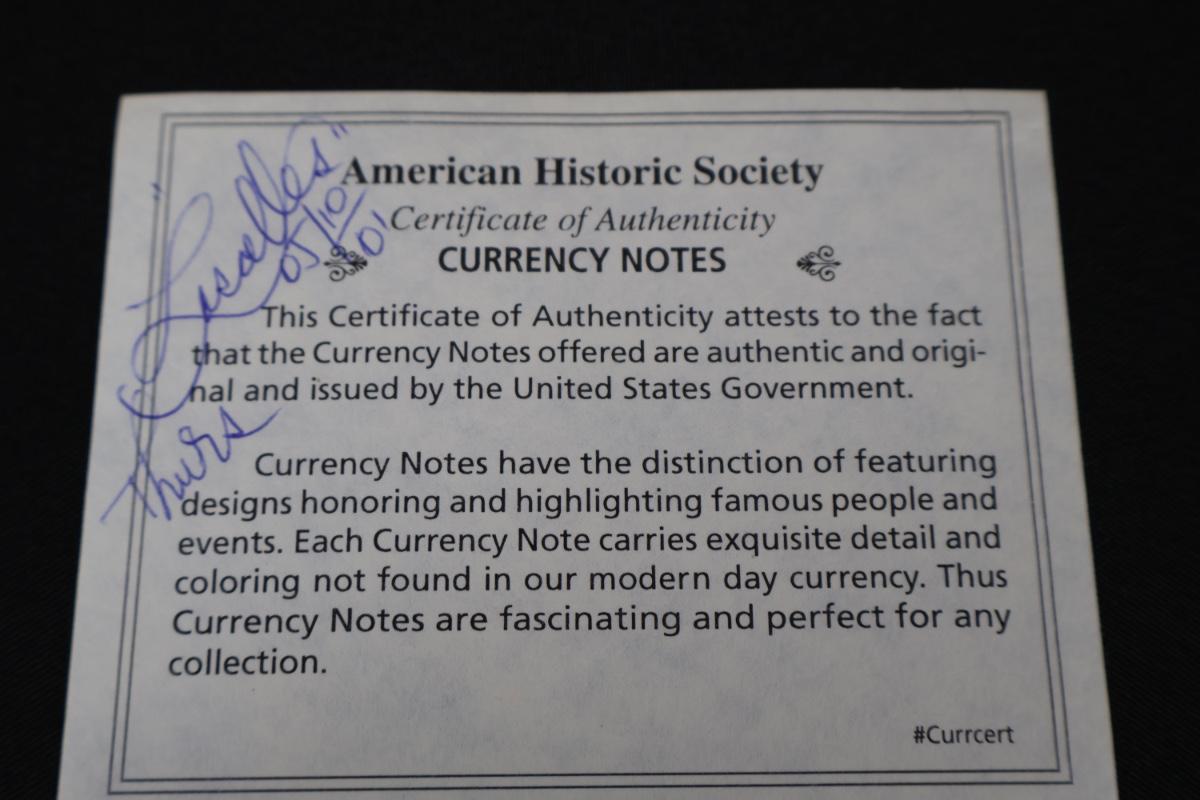 "Lasalles"
05/10
01'
Thurs
American Historic Society
Certificate of Authenticity
CURRENCY NOTES
This Certificate of Authenticity attests to the fact
that the Currency Notes offered are authentic and origi-
nal and issued by the United States Government.
Currency Notes have the distinction of featuring
designs honoring and highlighting famous people and
events. Each Currency Note carries exquisite detail and
coloring not found in our modern day currency. Thus
Currency Notes are fascinating and perfect for any
collection.
#Currcert